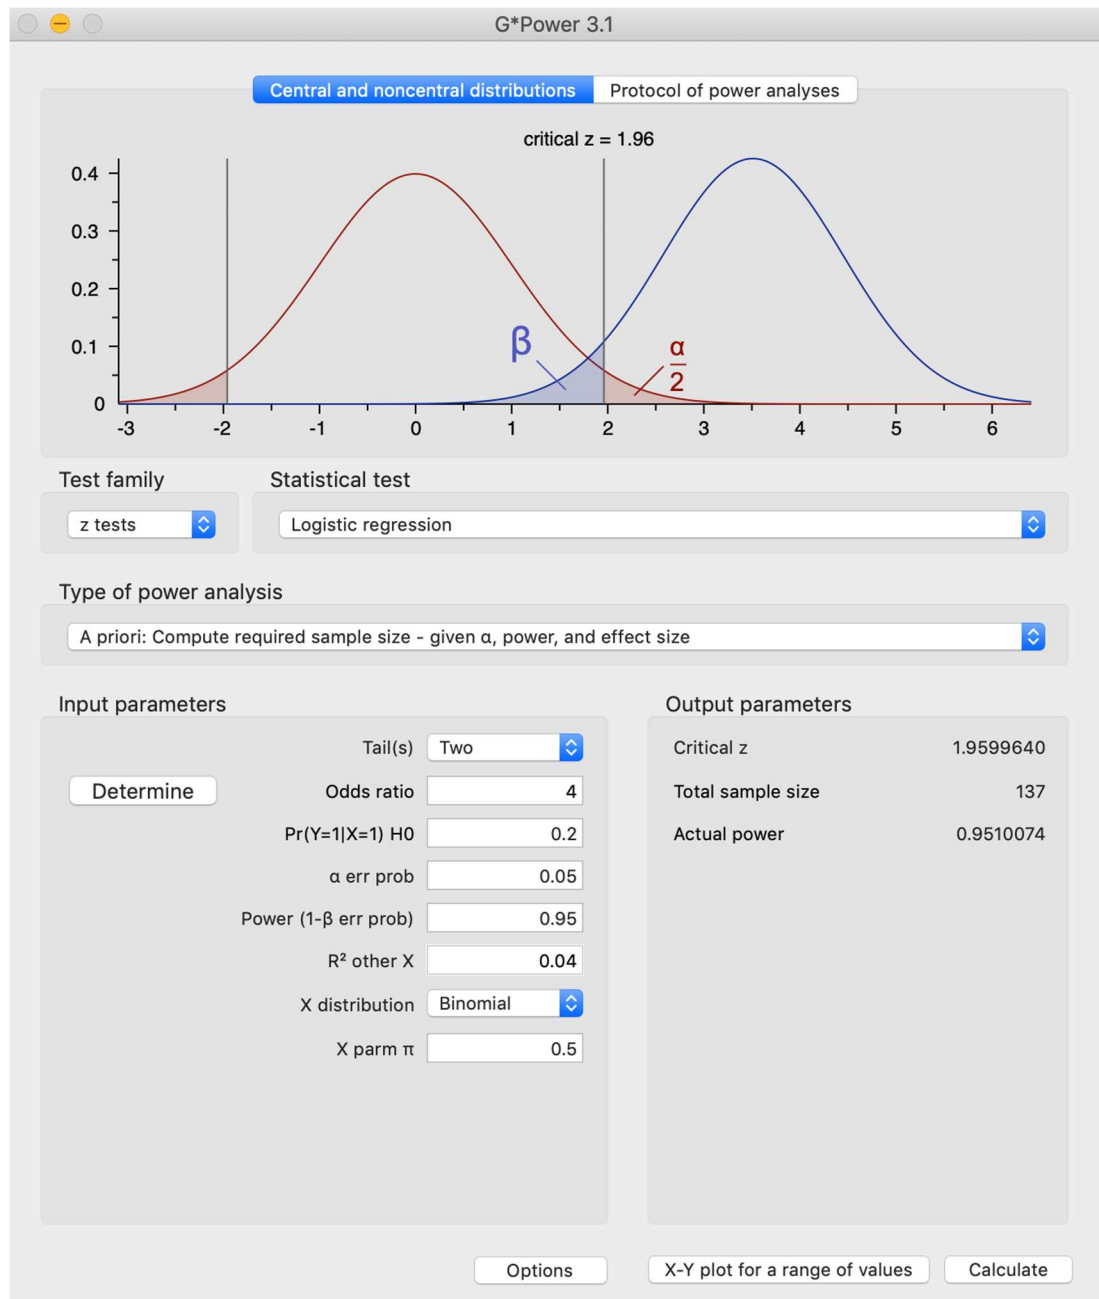 G*Power 3.1
Central and noncentral distributions Protocol of power analyses
critical z = 1.96
0.4
0.3
0.2
0.1
0
β
α
2
-3 -2 -1 0 1 2 3 4 5 6
Test family Statistical test
z tests Logistic regression
Type of power analysis
A priori: Compute required sample size - given α, power, and effect size
Input parameters Output parameters
Tail(s) Two Critical z 1.9599640
Determine Odds ratio 4 Total sample size 137
Pr(Y=1|X=1) H0 0.2 Actual power 0.9510074
α err prob 0.05
Power (1-β err prob) 0.95
R² other X 0.04
X distribution Binomial
X parm π 0.5
Options X-Y plot for a range of values Calculate